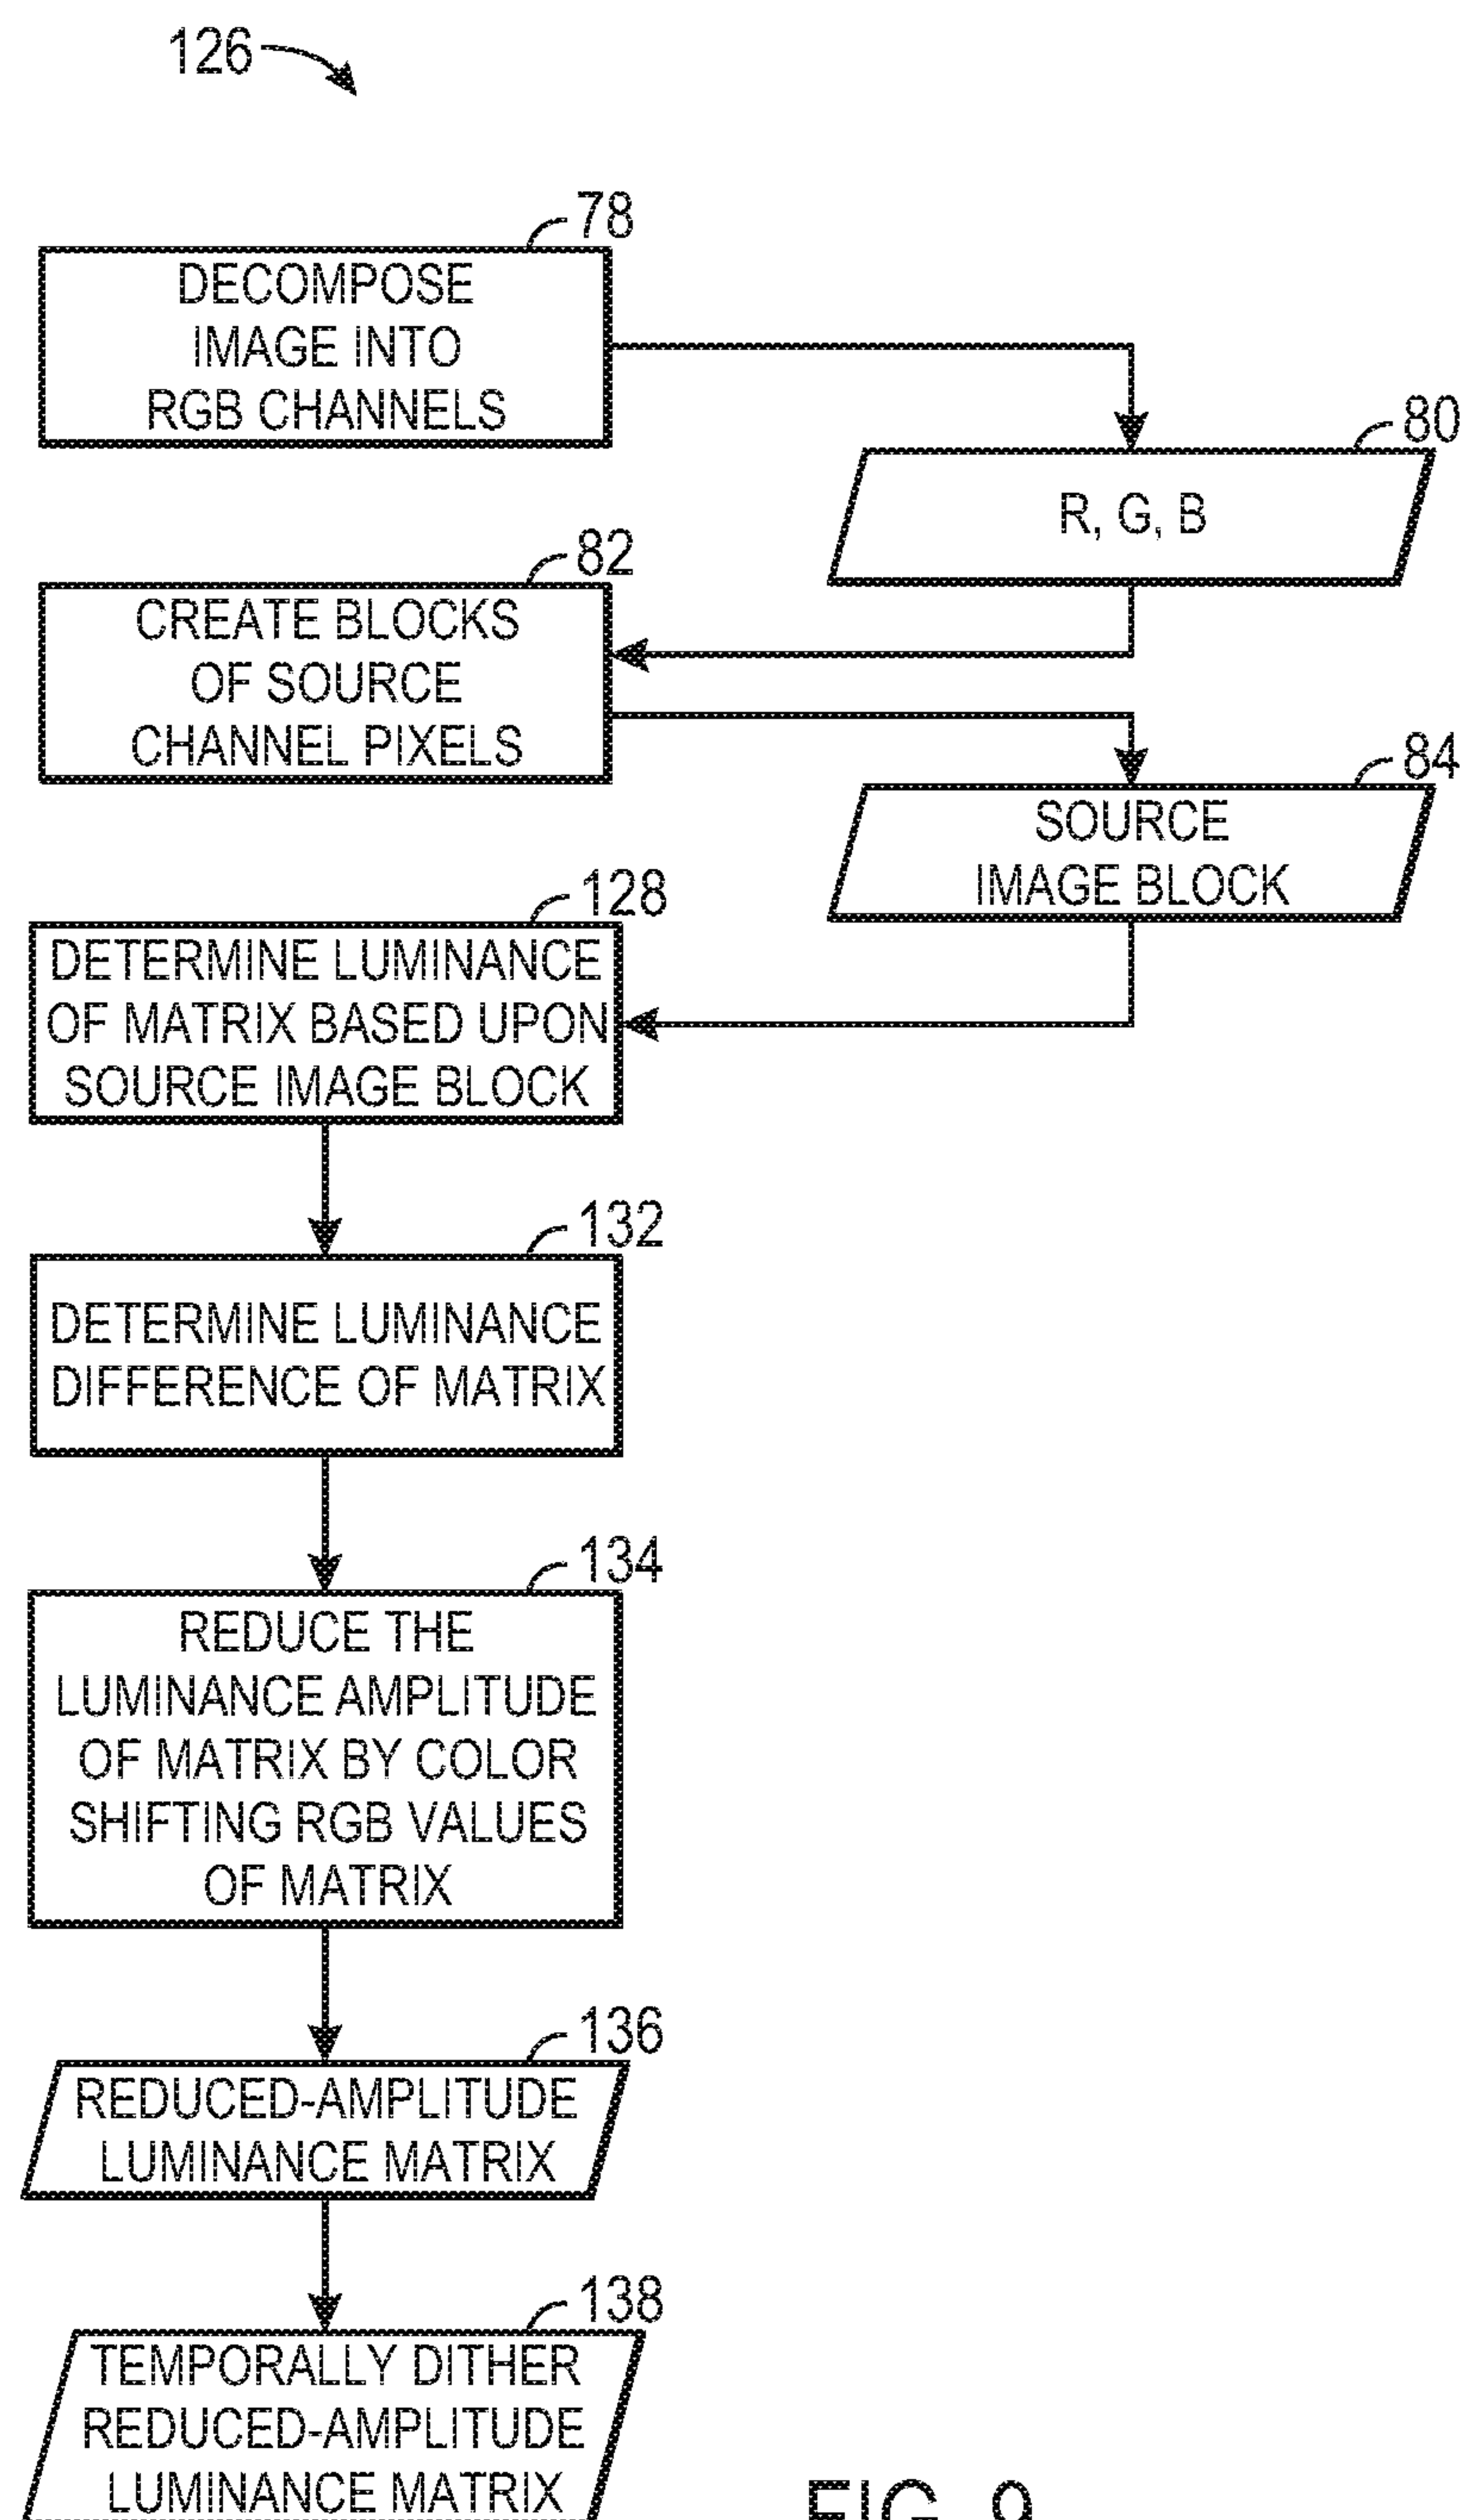 126
78
DECOMPOSE
IMAGE INTO
RGB CHANNELS
80
R, G, B
82
CREATE BLOCKS
OF SOURCE
CHANNEL PIXELS
84
SOURCE
IMAGE BLOCK
128
DETERMINE LUMINANCE
OF MATRIX BASED UPON
SOURCE IMAGE BLOCK
132
DETERMINE LUMINANCE
DIFFERENCE OF MATRIX
134
REDUCE THE
LUMINANCE AMPLITUDE
OF MATRIX BY COLOR
SHIFTING RGB VALUES
OF MATRIX
136
REDUCED-AMPLITUDE
LUMINANCE MATRIX
138
TEMPORALLY DITHER
REDUCED-AMPLITUDE
LUMINANCE MATRIX
FIG. 9